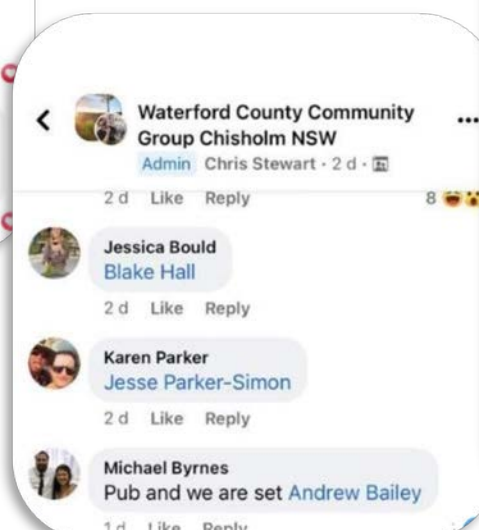 Waterford County Community
Group Chisholm NSW
Admin Chris Stewart · 2 d ·
2 d Like Reply 8
Jessica Bould
Blake Hall
2 d Like Reply
Karen Parker
Jesse Parker-Simon
2 d Like Reply
Michael Byrnes
Pub and we are set Andrew Bailey
1 d Like Reply